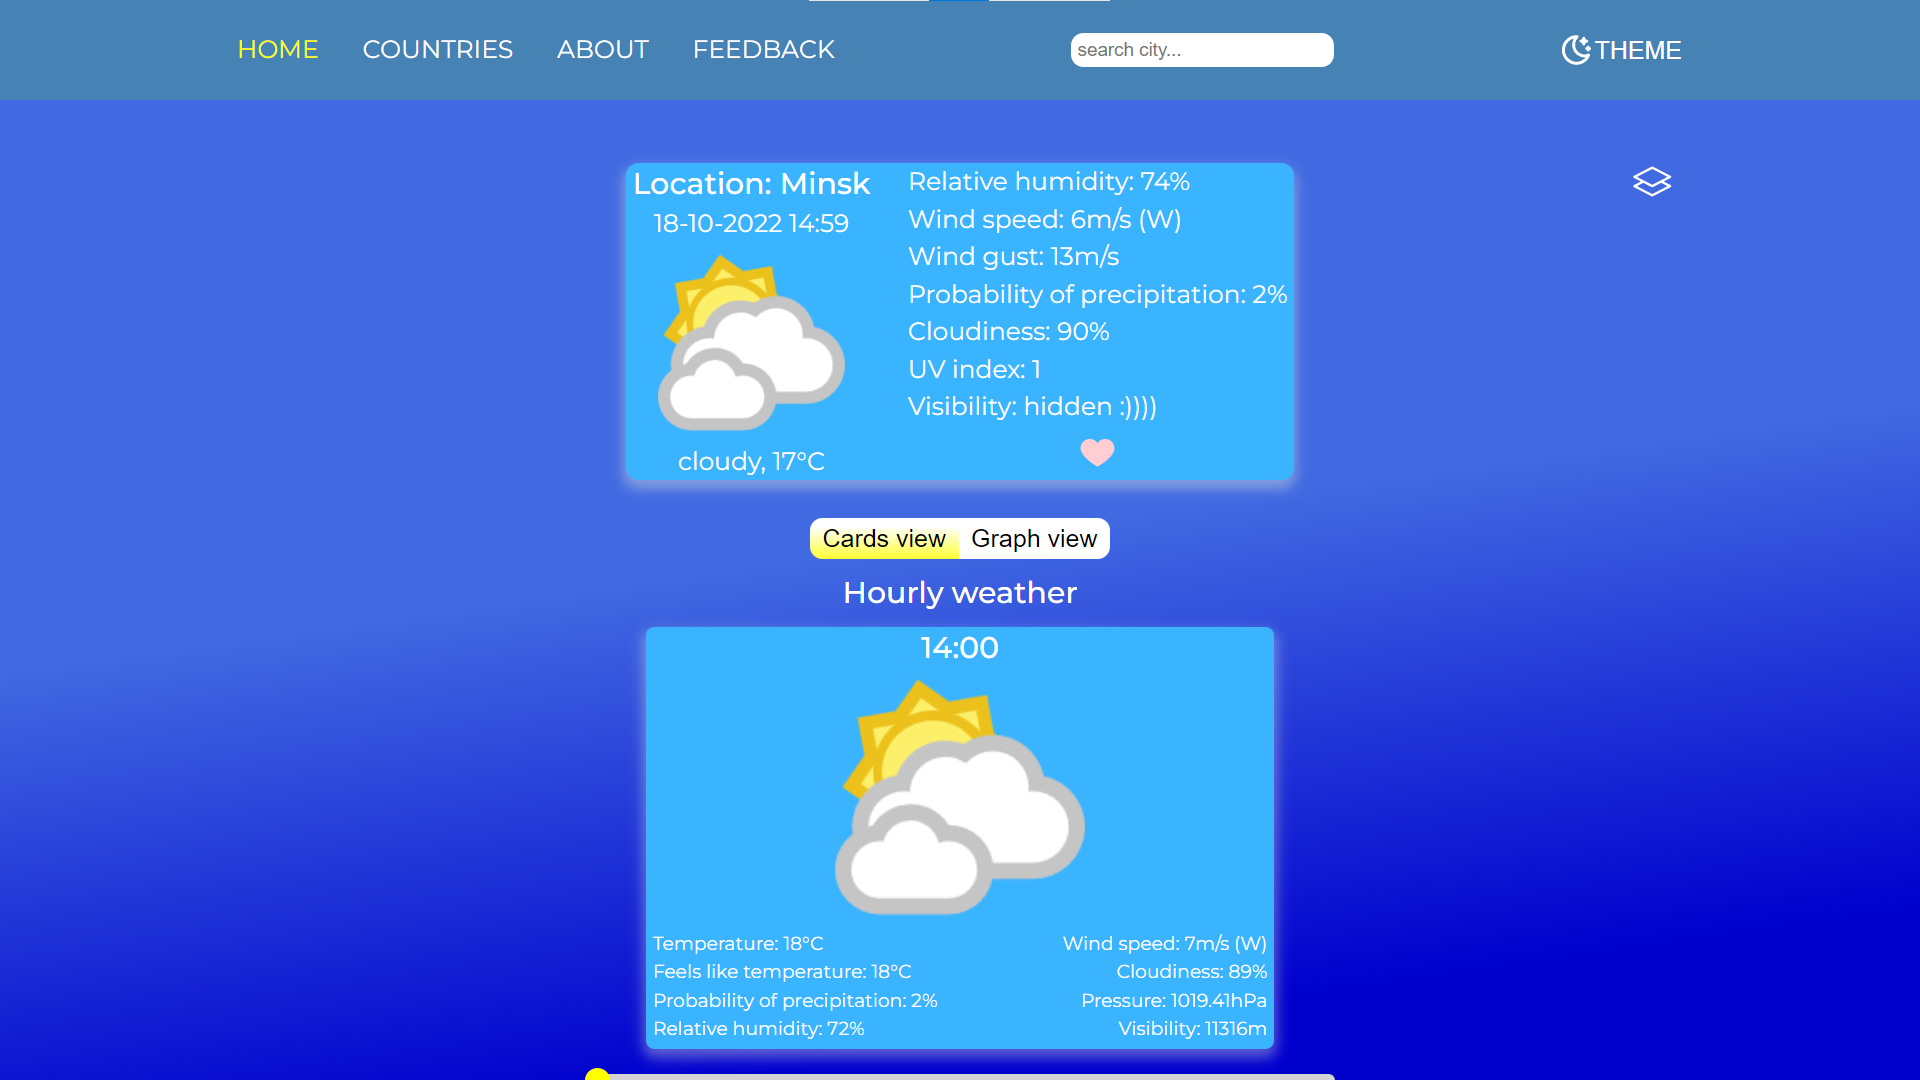 HOME COUNTRIES ABOUT FEEDBACK search city... THEME
Location: Minsk
18-10-2022 14:59
cloudy, 17°C
Relative humidity: 74%
Wind speed: 6m/s (W)
Wind gust: 13m/s
Probability of precipitation: 2%
Cloudiness: 90%
UV index: 1
Visibility: hidden :))))
Cards view Graph view
Hourly weather
14:00
Temperature: 18°C
Feels like temperature: 18°C
Probability of precipitation: 2%
Relative humidity: 72%
Wind speed: 7m/s (W)
Cloudiness: 89%
Pressure: 1019.41hPa
Visibility: 11316m